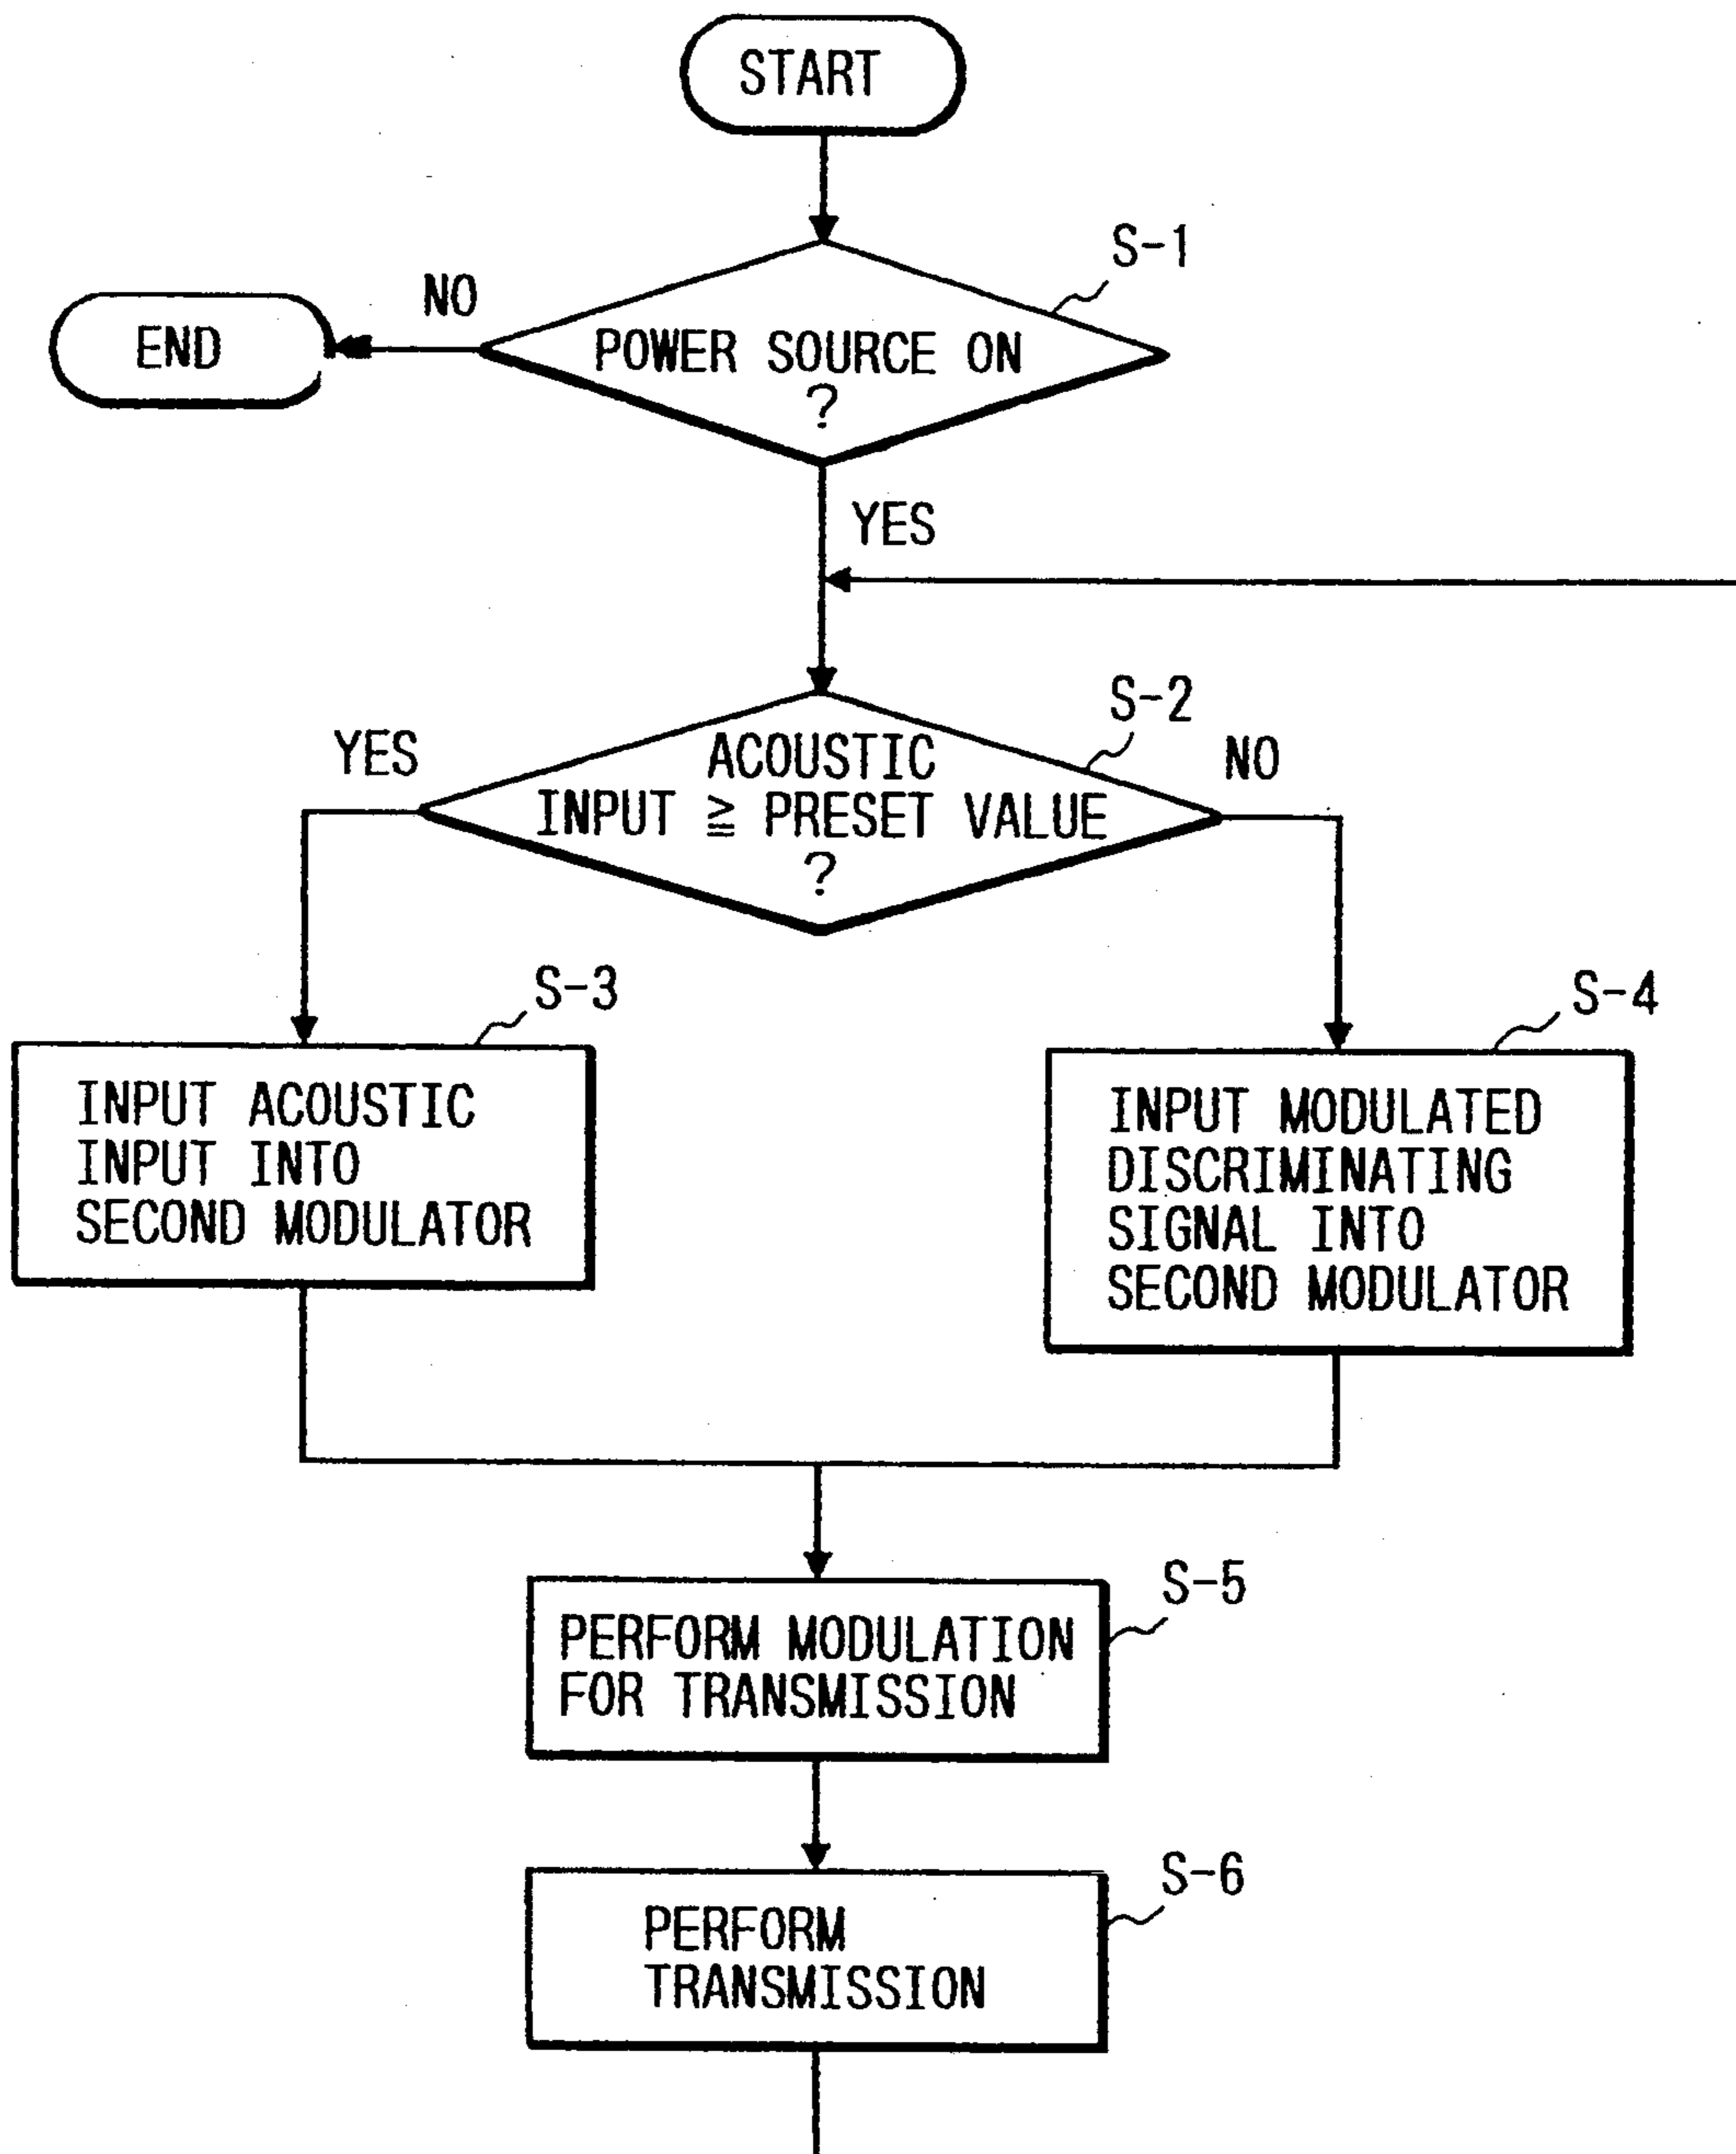 START
S-1
NO
END
POWER SOURCE ON
?
YES
S-2
YES
NO
ACOUSTIC
INPUT ≧ PRESET VALUE
?
S-3
S-4
INPUT ACOUSTIC
INPUT INTO
SECOND MODULATOR
INPUT MODULATED
DISCRIMINATING
SIGNAL INTO
SECOND MODULATOR
S-5
PERFORM MODULATION
FOR TRANSMISSION
S-6
PERFORM
TRANSMISSION